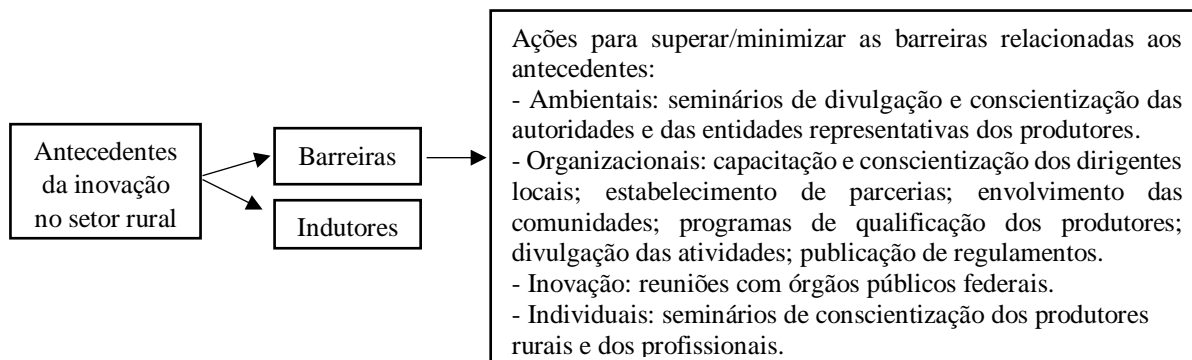 Antecedentes
da inovação
no setor rural
Barreiras
Indutores
Ações para superar/minimizar as barreiras relacionadas aos
antecedentes:
- Ambientais: seminários de divulgação e conscientização das
autoridades e das entidades representativas dos produtores.
- Organizacionais: capacitação e conscientização dos dirigentes
locais; estabelecimento de parcerias; envolvimento das
comunidades; programas de qualificação dos produtores;
divulgação das atividades; publicação de regulamentos.
- Inovação: reuniões com órgãos públicos federais.
- Individuais: seminários de conscientização dos produtores
rurais e dos profissionais.